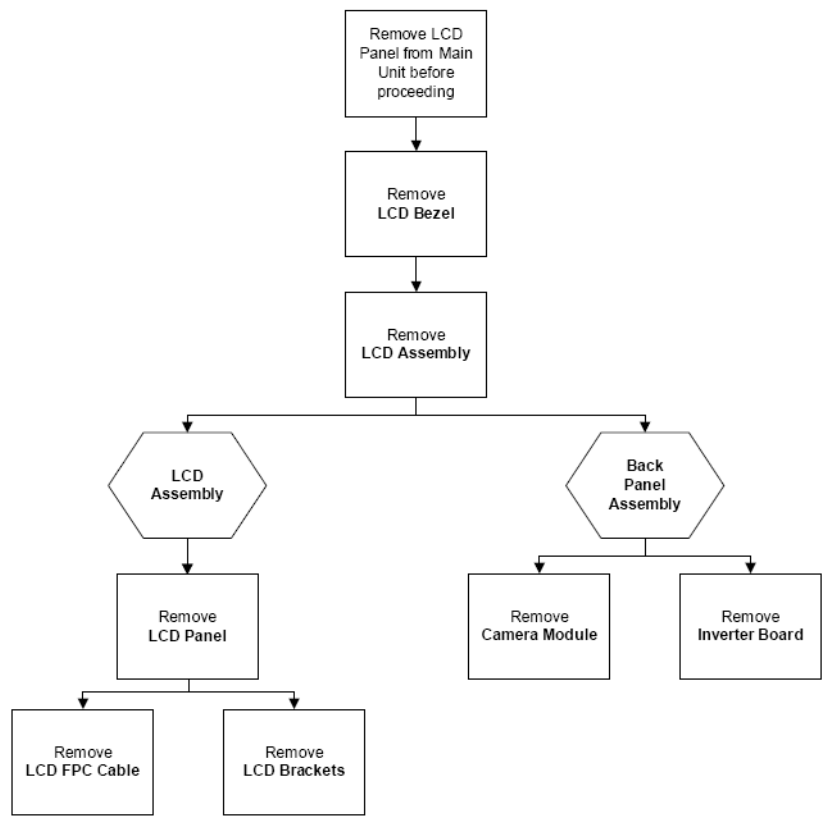 Remove LCD
Panel from Main
Unit before
proceeding
Remove
LCD Bezel
Remove
LCD Assembly
LCD
Assembly
Back
Panel
Assembly
Remove
LCD Panel
Remove
Camera Module
Remove
Inverter Board
Remove
LCD FPC Cable
Remove
LCD Brackets